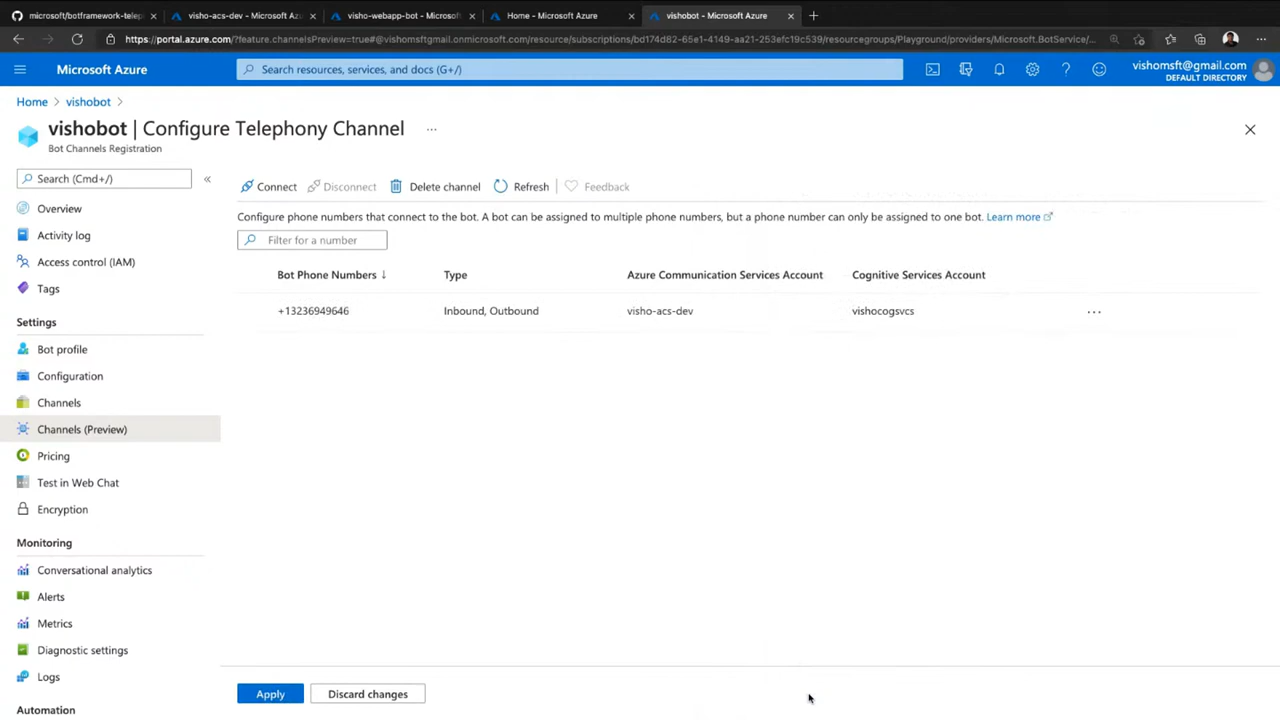 microsoft/botframework-telep
visho-acs-dev - Microsoft Az
visho-webapp-bot - Microsoft
Home - Microsoft Azure
vishobot - Microsoft Azure
https://portal.azure.com/?feature.channelsPreview=true#@vishomsftgmail.onmicrosoft.com/resource/subscriptions/bd174d82-65e1-4149-aa21-253efc19c539/resourcegroups/Playground/providers/Microsoft.BotService/...
Microsoft Azure
Search resources, services, and docs (G+/)
vishomsft@gmail.com
DEFAULT DIRECTORY
Home > vishobot >
vishobot | Configure Telephony Channel ...
Bot Channels Registration
Search (Cmd+/)
«
Connect
Disconnect
Delete channel
Refresh
Feedback
Configure phone numbers that connect to the bot. A bot can be assigned to multiple phone numbers, but a phone number can only be assigned to one bot. Learn more
Filter for a number
Bot Phone Numbers ↓ Type Azure Communication Services Account Cognitive Services Account
+13236949646 Inbound, Outbound visho-acs-dev vishocogsvcs ...
Overview
Activity log
Access control (IAM)
Tags
Settings
Bot profile
Configuration
Channels
Channels (Preview)
Pricing
Test in Web Chat
Encryption
Monitoring
Conversational analytics
Alerts
Metrics
Diagnostic settings
Logs
Automation
Apply
Discard changes